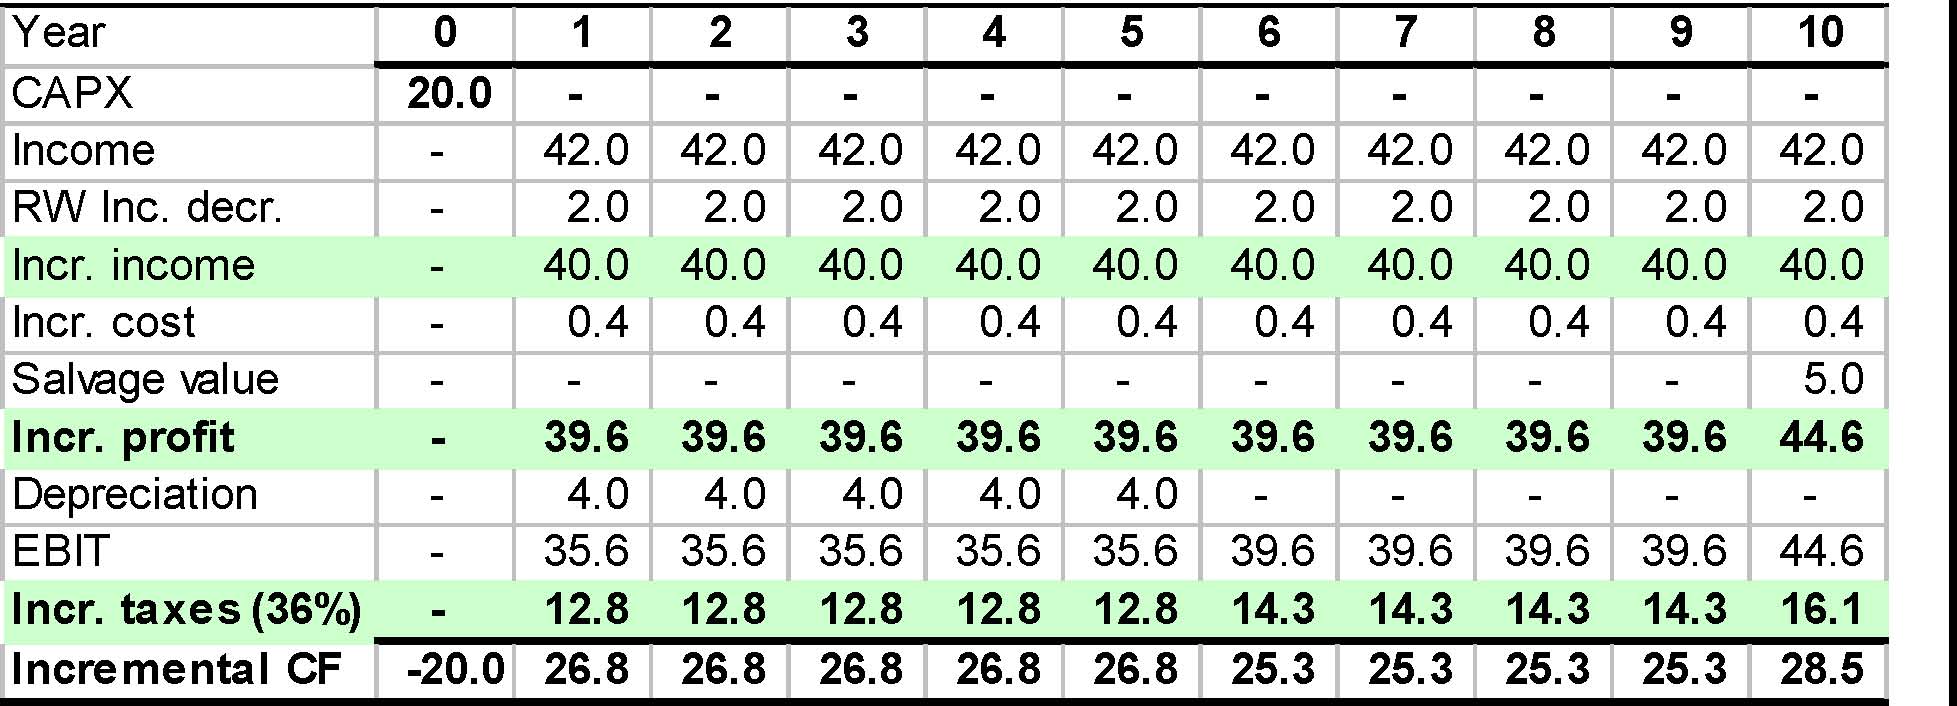 Year 0 1 2 3 4 5 6 7 8 9 10
CAPX 20.0 - - - - - - - - - -
Income - 42.0 42.0 42.0 42.0 42.0 42.0 42.0 42.0 42.0 42.0
RW Inc. decr. - 2.0 2.0 2.0 2.0 2.0 2.0 2.0 2.0 2.0 2.0
Incr. income - 40.0 40.0 40.0 40.0 40.0 40.0 40.0 40.0 40.0 40.0
Incr. cost - 0.4 0.4 0.4 0.4 0.4 0.4 0.4 0.4 0.4 0.4
Salvage value - - - - - - - - - - 5.0
Incr. profit - 39.6 39.6 39.6 39.6 39.6 39.6 39.6 39.6 39.6 44.6
Depreciation - 4.0 4.0 4.0 4.0 4.0 - - - - -
EBIT - 35.6 35.6 35.6 35.6 35.6 39.6 39.6 39.6 39.6 44.6
Incr. taxes (36%) - 12.8 12.8 12.8 12.8 12.8 14.3 14.3 14.3 14.3 16.1
Incremental CF -20.0 26.8 26.8 26.8 26.8 26.8 25.3 25.3 25.3 25.3 28.5